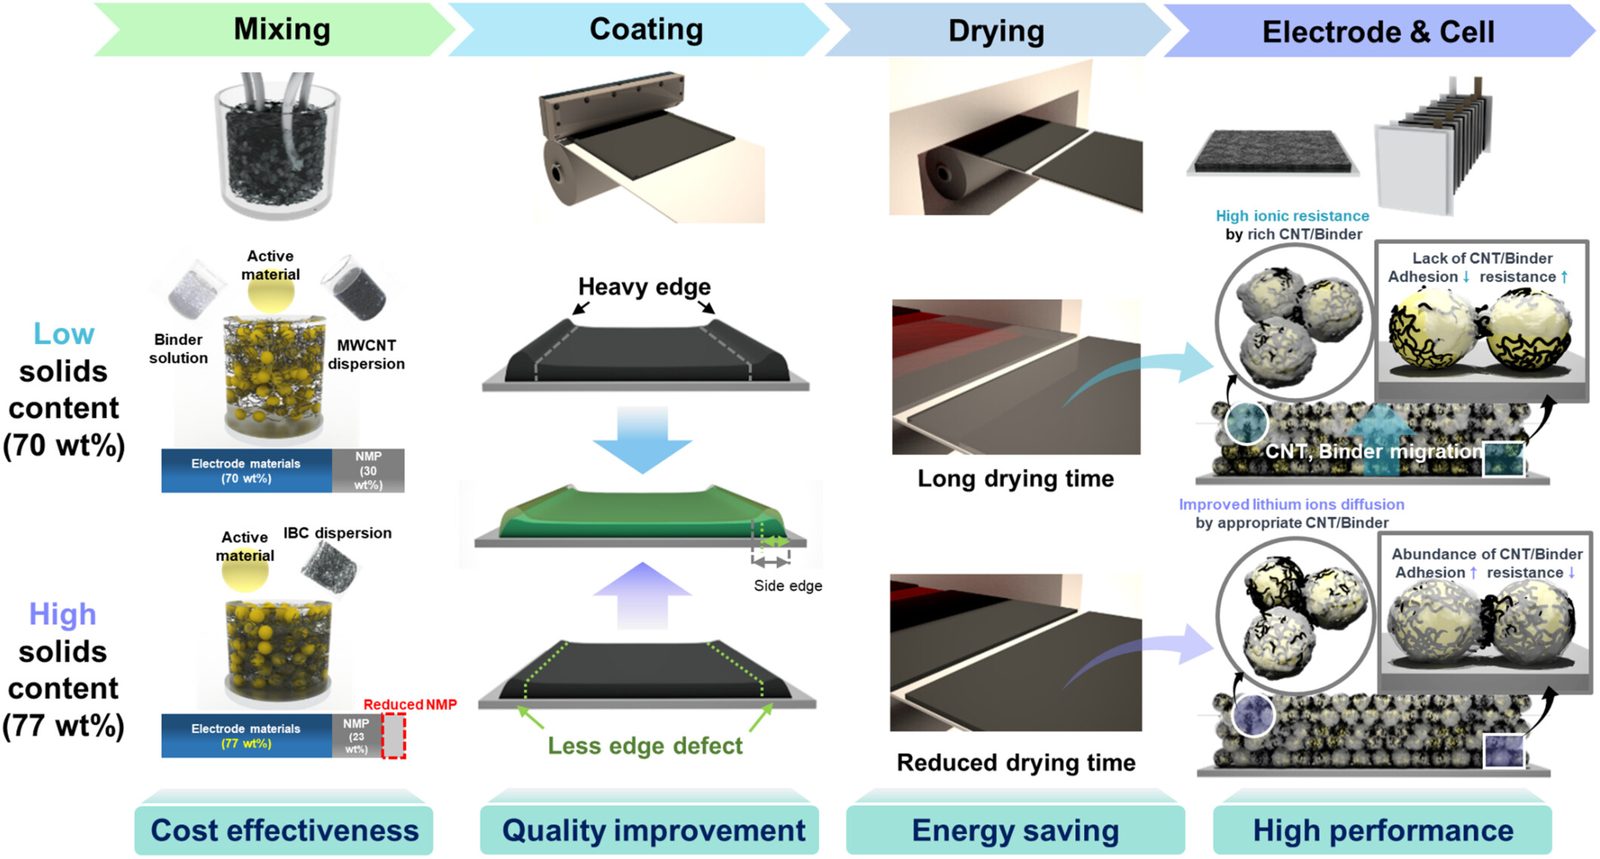 Mixing
Coating
Drying
Electrode & Cell
Low
solids
content
(70 wt%)
Active
material
Binder
solution
MWCNT
dispersion
Electrode materials
(70 wt%)
NMP
(30
wt%)
Heavy edge
Long drying time
High ionic resistance
by rich CNT/Binder
Lack of CNT/Binder
Adhesion ↓ resistance ↑
CNT, Binder migration
Side edge
High
solids
content
(77 wt%)
Active
material
IBC dispersion
Reduced NMP
Electrode materials
(77 wt%)
NMP
(23
wt%)
Less edge defect
Reduced drying time
Improved lithium ions diffusion
by appropriate CNT/Binder
Abundance of CNT/Binder
Adhesion ↑ resistance ↓
Cost effectiveness
Quality improvement
Energy saving
High performance